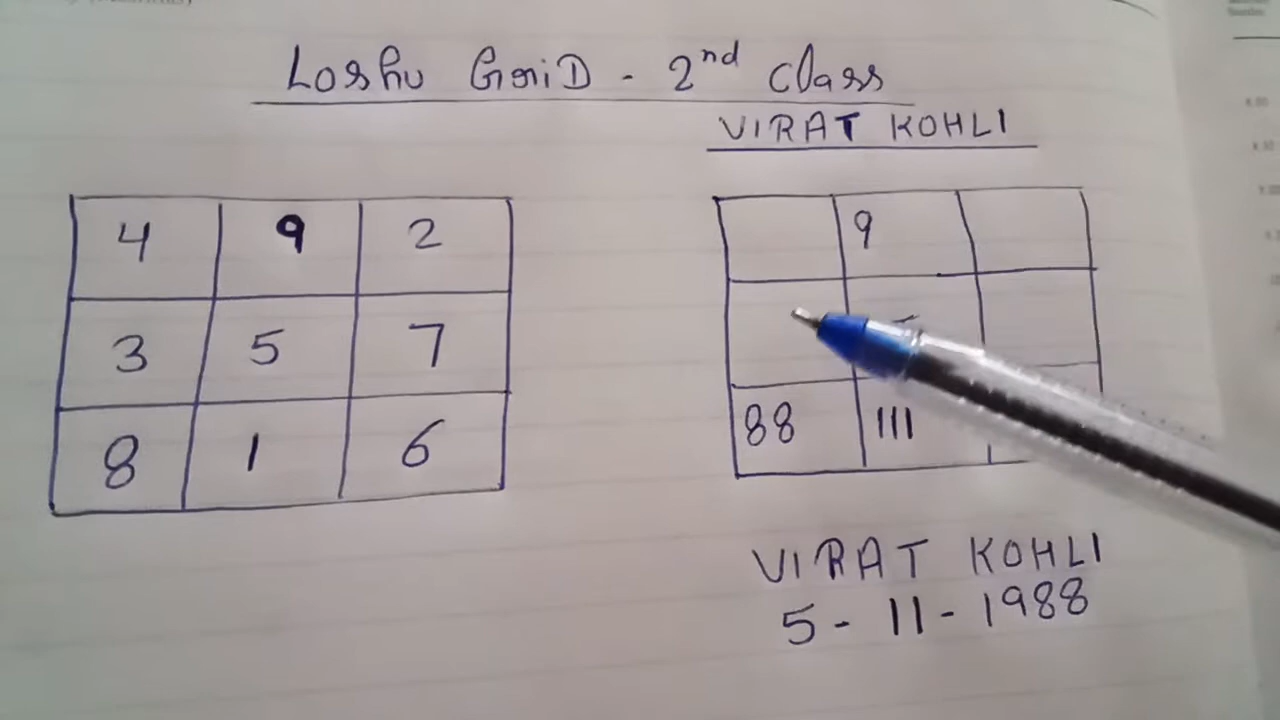 Loshu GriD - 2nd Class
VIRAT KOHLI
4 9 2
3 5 7
8 1 6
9
88 111
VIRAT KOHLI
5 - 11 - 1988